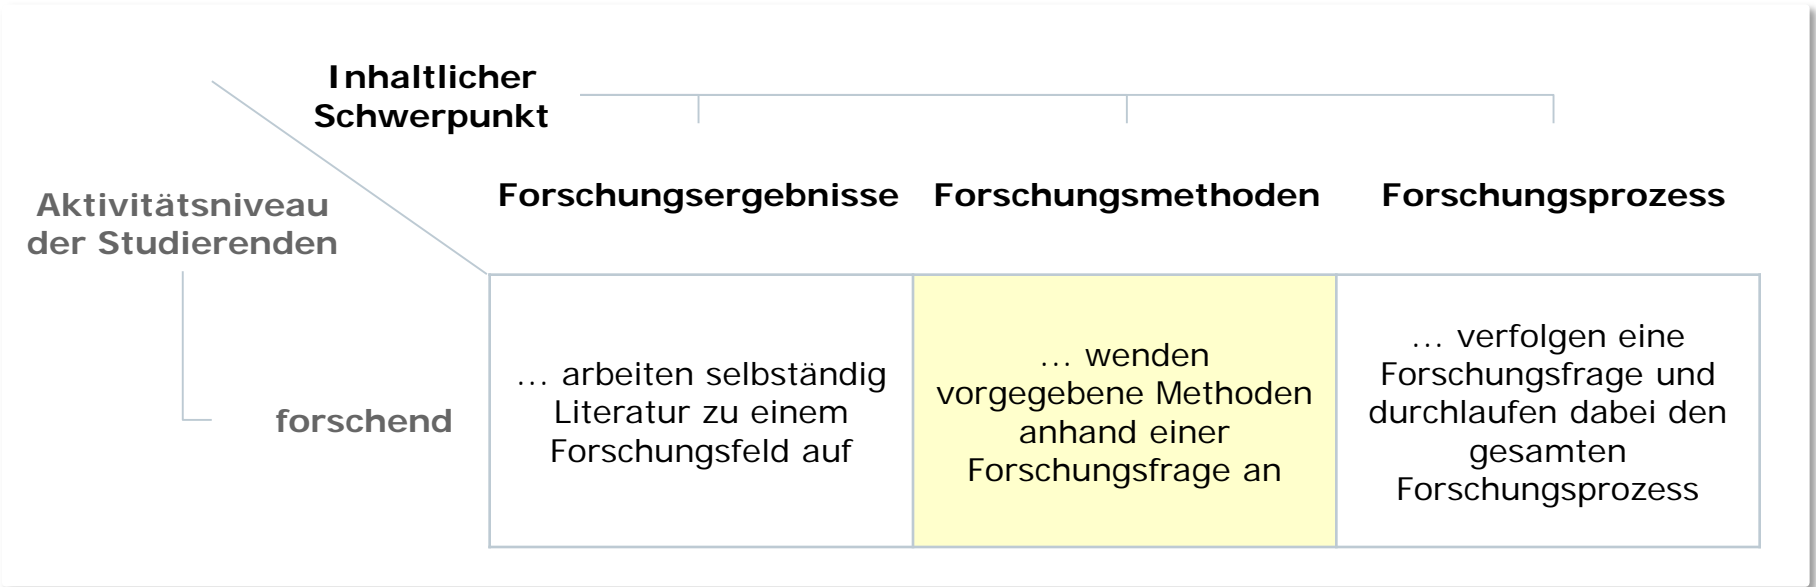 Inhaltlicher
Schwerpunkt
Aktivitätsniveau
der Studierenden
Forschungsergebnisse
Forschungsmethoden
Forschungsprozess
forschend
... arbeiten selbständig
Literatur zu einem
Forschungsfeld auf
... wenden
vorgegebene Methoden
anhand einer
Forschungsfrage an
... verfolgen eine
Forschungsfrage und
durchlaufen dabei den
gesamten
Forschungsprozess